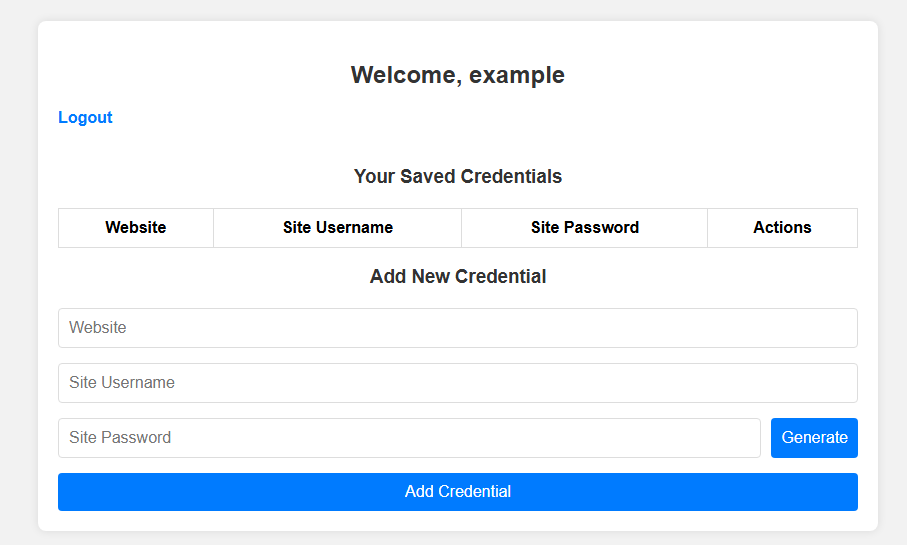 Welcome, example
Logout
Your Saved Credentials
Website Site Username Site Password Actions
Add New Credential
Website
Site Username
Site Password Generate
Add Credential